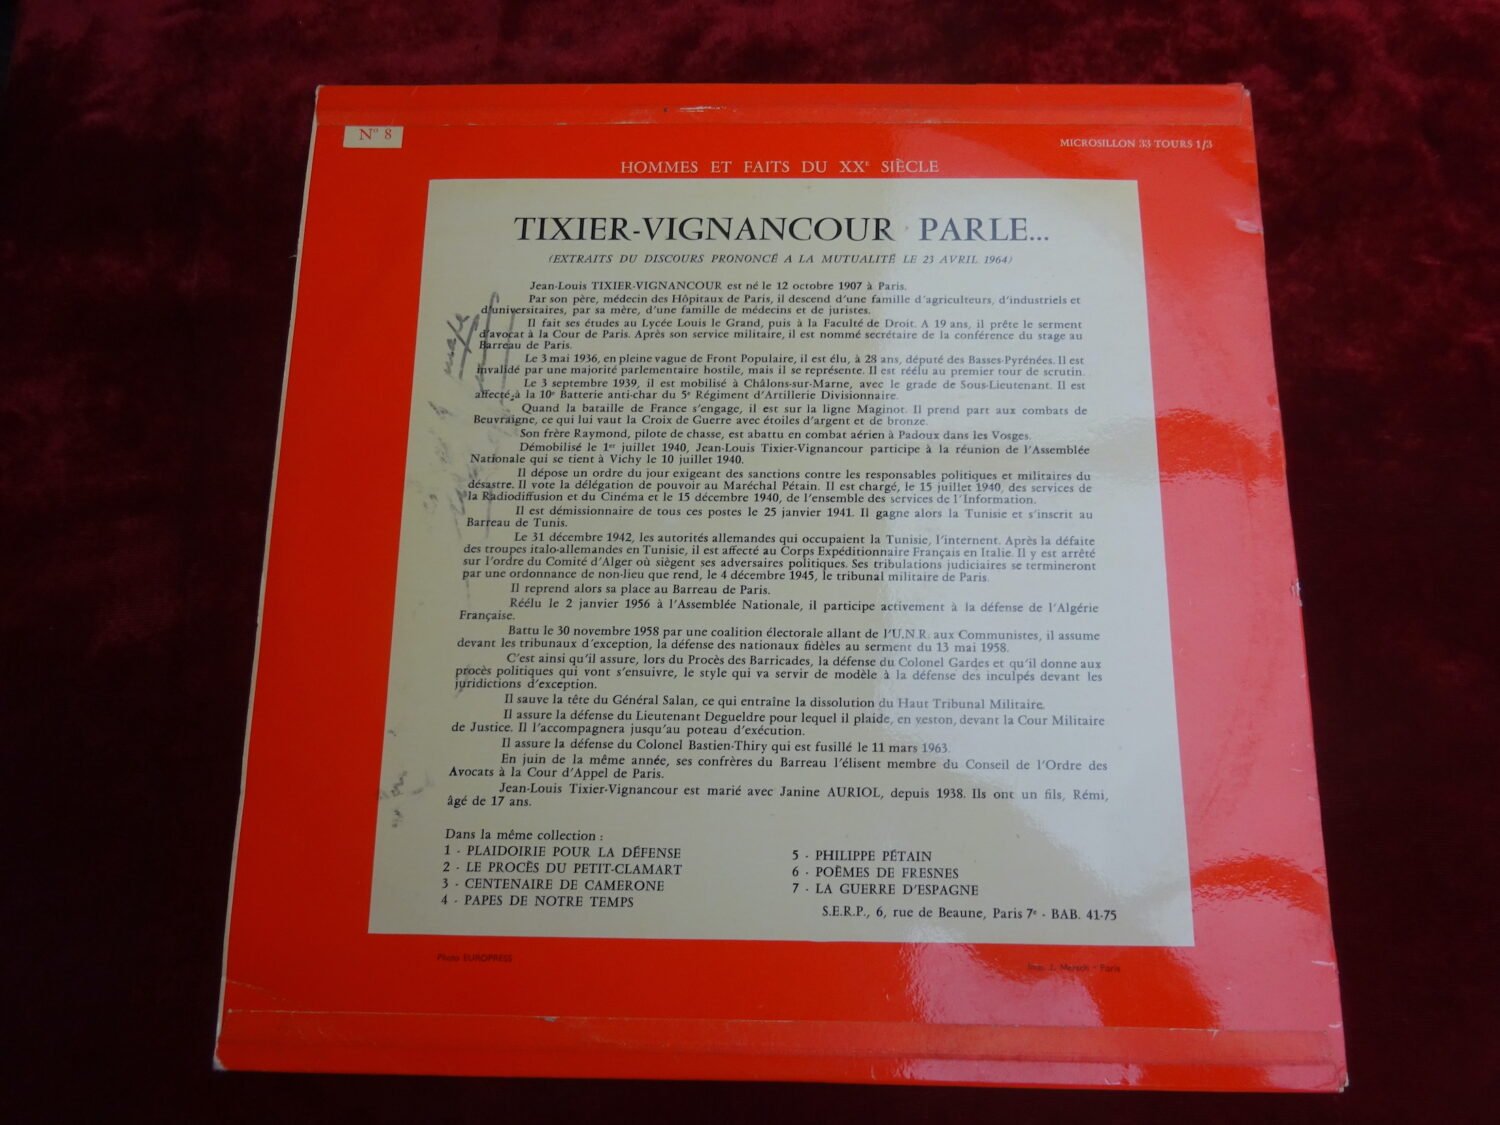 Nº 8
MICROSILLON 33 TOURS 1/3
HOMMES ET FAITS DU XXᵉ SIÈCLE
TIXIER-VIGNANCOUR PARLE...
(EXTRAITS DU DISCOURS PRONONCÉ A LA MUTUALITÉ LE 23 AVRIL 1964)
Jean-Louis TIXIER-VIGNANCOUR est né le 12 octobre 1907 à Paris.
Par son père, médecin des Hôpitaux de Paris, il descend d'une famille d'agriculteurs, d'industriels et
d'universitaires, par sa mère, d'une famille de médecins et de juristes.
Il fait ses études au Lycée Louis le Grand, puis à la Faculté de Droit. A 19 ans, il prête le serment
d'avocat à la Cour de Paris. Après son service militaire, il est nommé secrétaire de la conférence du stage au
Barreau de Paris.
Le 3 mai 1936, en pleine vague de Front Populaire, il est élu, à 28 ans, député des Basses-Pyrénées. Il est
invalidé par une majorité parlementaire hostile, mais il se représente. Il est réélu au premier tour de scrutin.
Le 3 septembre 1939, il est mobilisé à Châlons-sur-Marne, avec le grade de Sous-Lieutenant. Il est
affecté à la 10ᵉ Batterie anti-char du 5ᵉ Régiment d'Artillerie Divisionnaire.
Quand la bataille de France s'engage, il est sur la ligne Maginot. Il prend part aux combats de
Beuvraigne, ce qui lui vaut la Croix de Guerre avec étoiles d'argent et de bronze.
Son frère Raymond, pilote de chasse, est abattu en combat aérien à Padoux dans les Vosges.
Démobilisé le 1ᵉʳ juillet 1940, Jean-Louis Tixier-Vignancour participe à la réunion de l'Assemblée
Nationale qui se tient à Vichy le 10 juillet 1940.
Il dépose un ordre du jour exigeant des sanctions contre les responsables politiques et militaires du
désastre. Il vote la délégation de pouvoir au Maréchal Pétain. Il est chargé, le 15 juillet 1940, des services de
la Radiodiffusion et du Cinéma et le 15 décembre 1940, de l'ensemble des services de l'Information.
Il est démissionnaire de tous ces postes le 25 janvier 1941. Il gagne alors la Tunisie et s'inscrit au
Barreau de Tunis.
Le 31 décembre 1942, les autorités allemandes qui occupaient la Tunisie, l'internent. Après la défaite
des troupes italo-allemandes en Tunisie, il est affecté au Corps Expéditionnaire Français en Italie. Il y est arrêté
sur l'ordre du Comité d'Alger où siègent ses adversaires politiques. Ses tribulations judiciaires se termineront
par une ordonnance de non-lieu que rend, le 4 décembre 1945, le tribunal militaire de Paris.
Il reprend alors sa place au Barreau de Paris.
Réélu le 2 janvier 1956 à l'Assemblée Nationale, il participe activement à la défense de l'Algérie
Française.
Battu le 30 novembre 1958 par une coalition électorale allant de l'U.N.R. aux Communistes, il assume
devant les tribunaux d'exception, la défense des nationaux fidèles au serment du 13 mai 1958.
C'est ainsi qu'il assure, lors du Procès des Barricades, la défense du Colonel Gardes et qu'il donne aux
procès politiques qui vont s'ensuivre, le style qui va servir de modèle à la défense des inculpés devant les
juridictions d'exception.
Il sauve la tête du Général Salan, ce qui entraîne la dissolution du Haut Tribunal Militaire.
Il assure la défense du Lieutenant Degueldre pour lequel il plaide, en veston, devant la Cour Militaire
de Justice. Il l'accompagnera jusqu'au poteau d'exécution.
Il assure la défense du Colonel Bastien-Thiry qui est fusillé le 11 mars 1963.
En juin de la même année, ses confrères du Barreau l'élisent membre du Conseil de l'Ordre des
Avocats à la Cour d'Appel de Paris.
Jean-Louis Tixier-Vignancour est marié avec Janine AURIOL, depuis 1938. Ils ont un fils, Rémi,
âgé de 17 ans.
Dans la même collection :
1 - PLAIDOIRIE POUR LA DÉFENSE
2 - LE PROCÈS DU PETIT-CLAMART
3 - CENTENAIRE DE CAMERONE
4 - PAPES DE NOTRE TEMPS
5 - PHILIPPE PÉTAIN
6 - POËMES DE FRESNES
7 - LA GUERRE D'ESPAGNE
S.E.R.P., 6, rue de Beaune, Paris 7ᵉ - BAB. 41-75
Photo EUROPRESS
Imp. J. Mersch - Paris